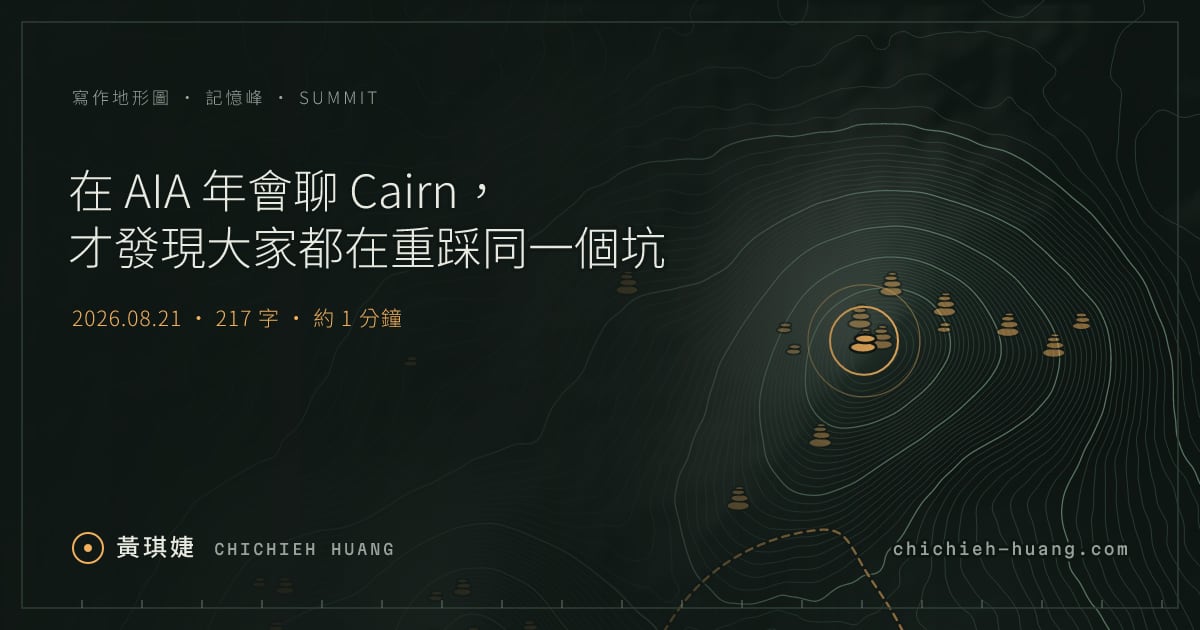 寫作地形圖 · 記憶峰 · SUMMIT
在 AIA 年會聊 Cairn，
才發現大家都在重踩同一個坑
2026.08.21 · 217 字 · 約 1 分鐘
黃琪婕 CHICHIEH HUANG
chichieh-huang.com